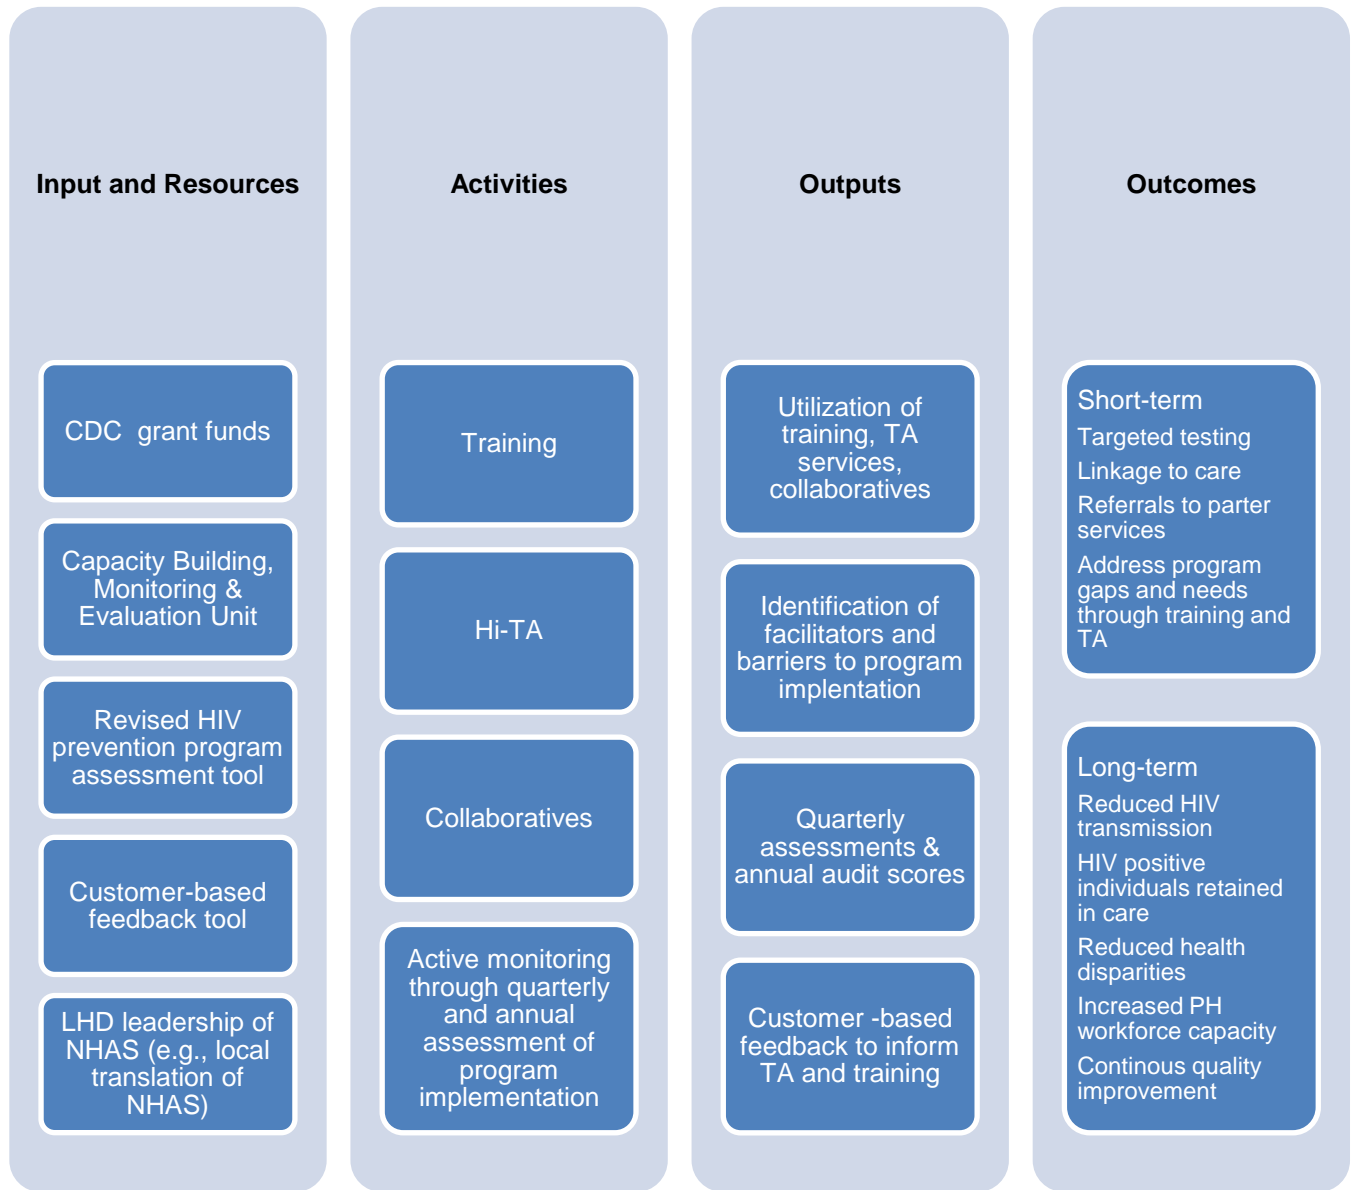 Input and Resources
CDC  grant funds
Capacity Building,
Monitoring &
Evaluation Unit
Revised HIV
prevention program
assessment tool
Customer-based
feedback tool
LHD leadership of
NHAS (e.g., local
translation of
NHAS)
Activities
Training
Hi-TA
Collaboratives
Active monitoring
through quarterly
and annual
assessment of
program
implementation
Outputs
Utilization of
training, TA
services,
collaboratives
Identification of
facilitators and
barriers to program
implentation
Quarterly
assessments &
annual audit scores
Customer -based
feedback to inform
TA and training
Outcomes
Short-term
Targeted testing
Linkage to care
Referrals to parter
services
Address program
gaps and needs
through training and
TA
Long-term
Reduced HIV
transmission
HIV positive
individuals retained
in care
Reduced health
disparities
Increased PH
workforce capacity
Continous quality
improvement